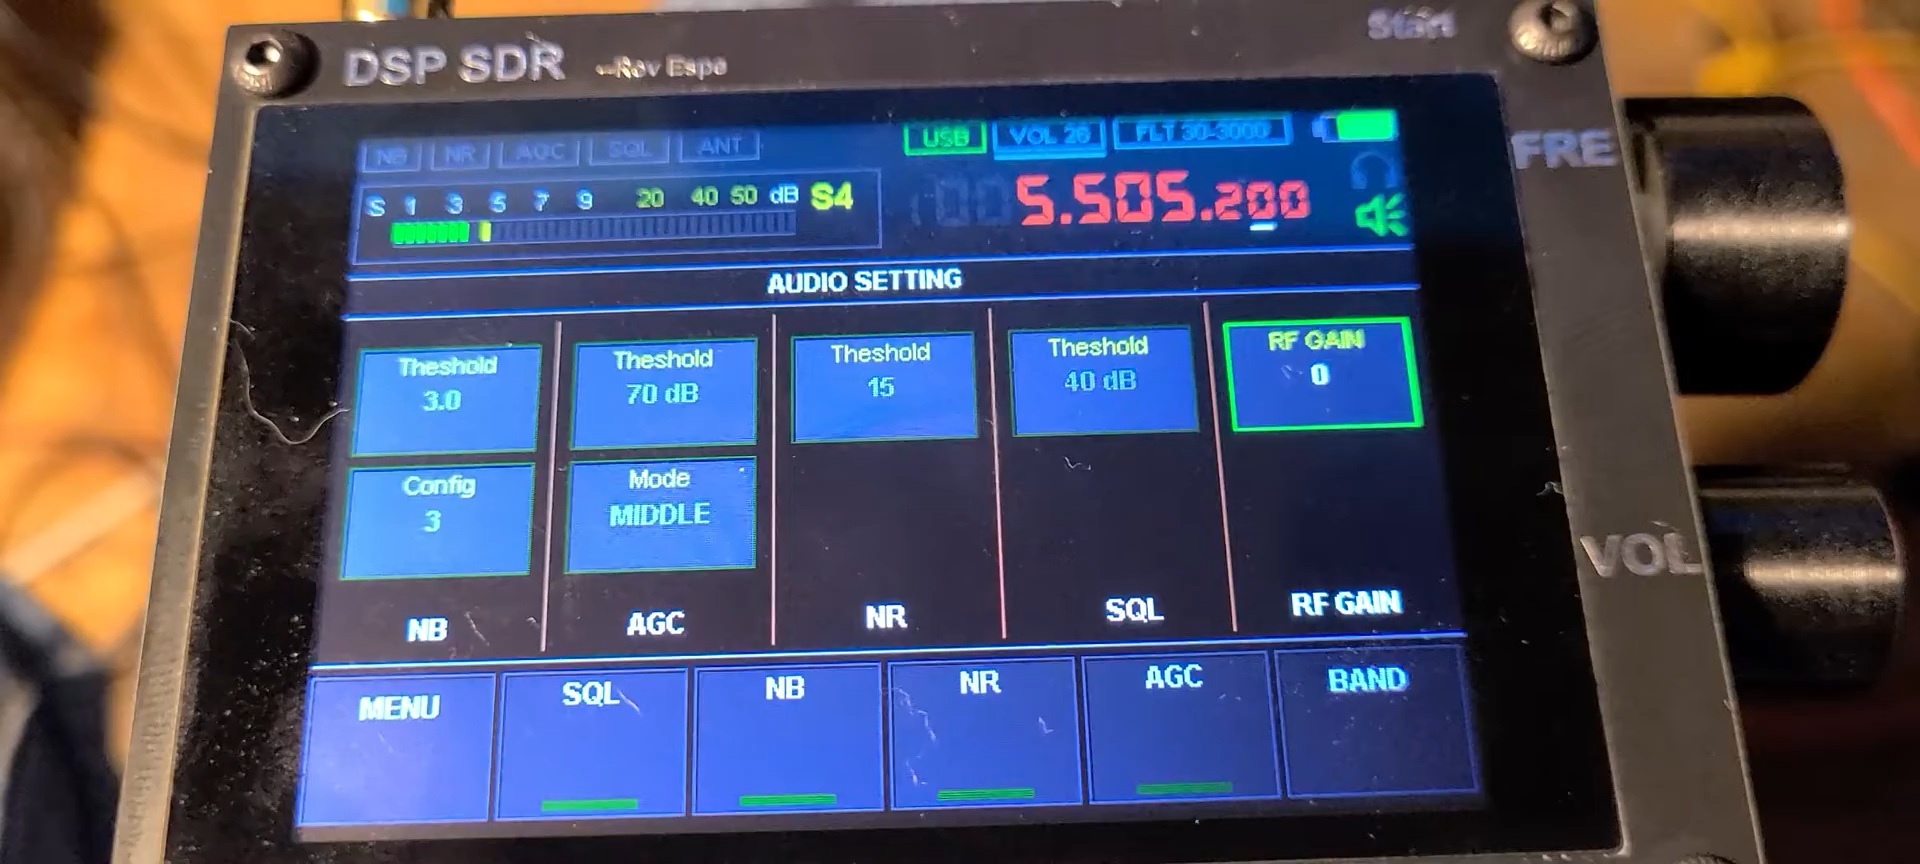 DSP SDR
Start
NB NR AGC SQL ANT USB VOL 26 FLT 30-3000
S 1 3 5 7 9 20 40 50 dB S4
5.505.200
FRE
AUDIO SETTING
Theshold
3.0
Theshold
70 dB
Theshold
15
Theshold
40 dB
RF GAIN
0
Config
3
Mode
MIDDLE
VOL
NB AGC NR SQL RF GAIN
MENU SQL NB NR AGC BAND